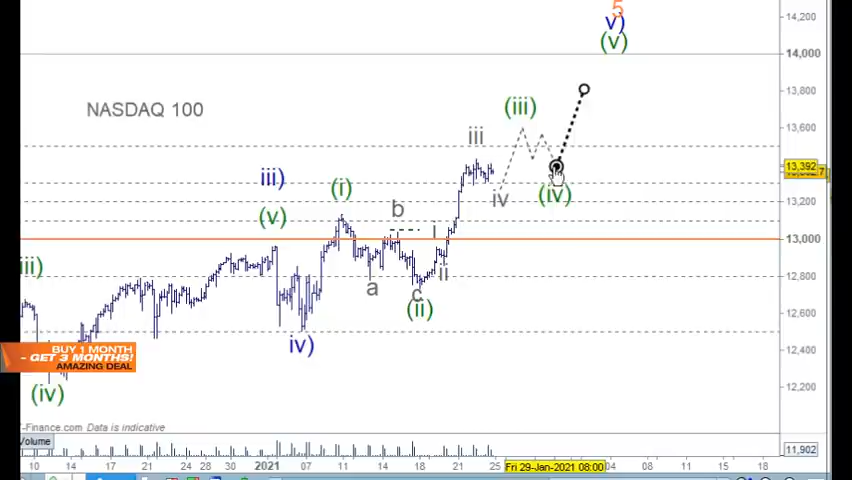 14,200
5
v)
(v)
14,000
13,800
NASDAQ 100
(iii)
13,600
iii
13,392
iii)
(i)
iv
(iv)
13,200
(v)
b
i
13,000
iii)
ii
12,800
a
c
(ii)
12,600
iv)
BUY 1 MONTH
- GET 3 MONTHS!
AMAZING DEAL
12,400
(iv)
12,200
-Finance.com Data is indicative
Volume
11,902
10 14 17 21 24 28 30 2021 07 11 14 18 21 25 Fri 29-Jan-2021 08:00 04 08 11 16 18